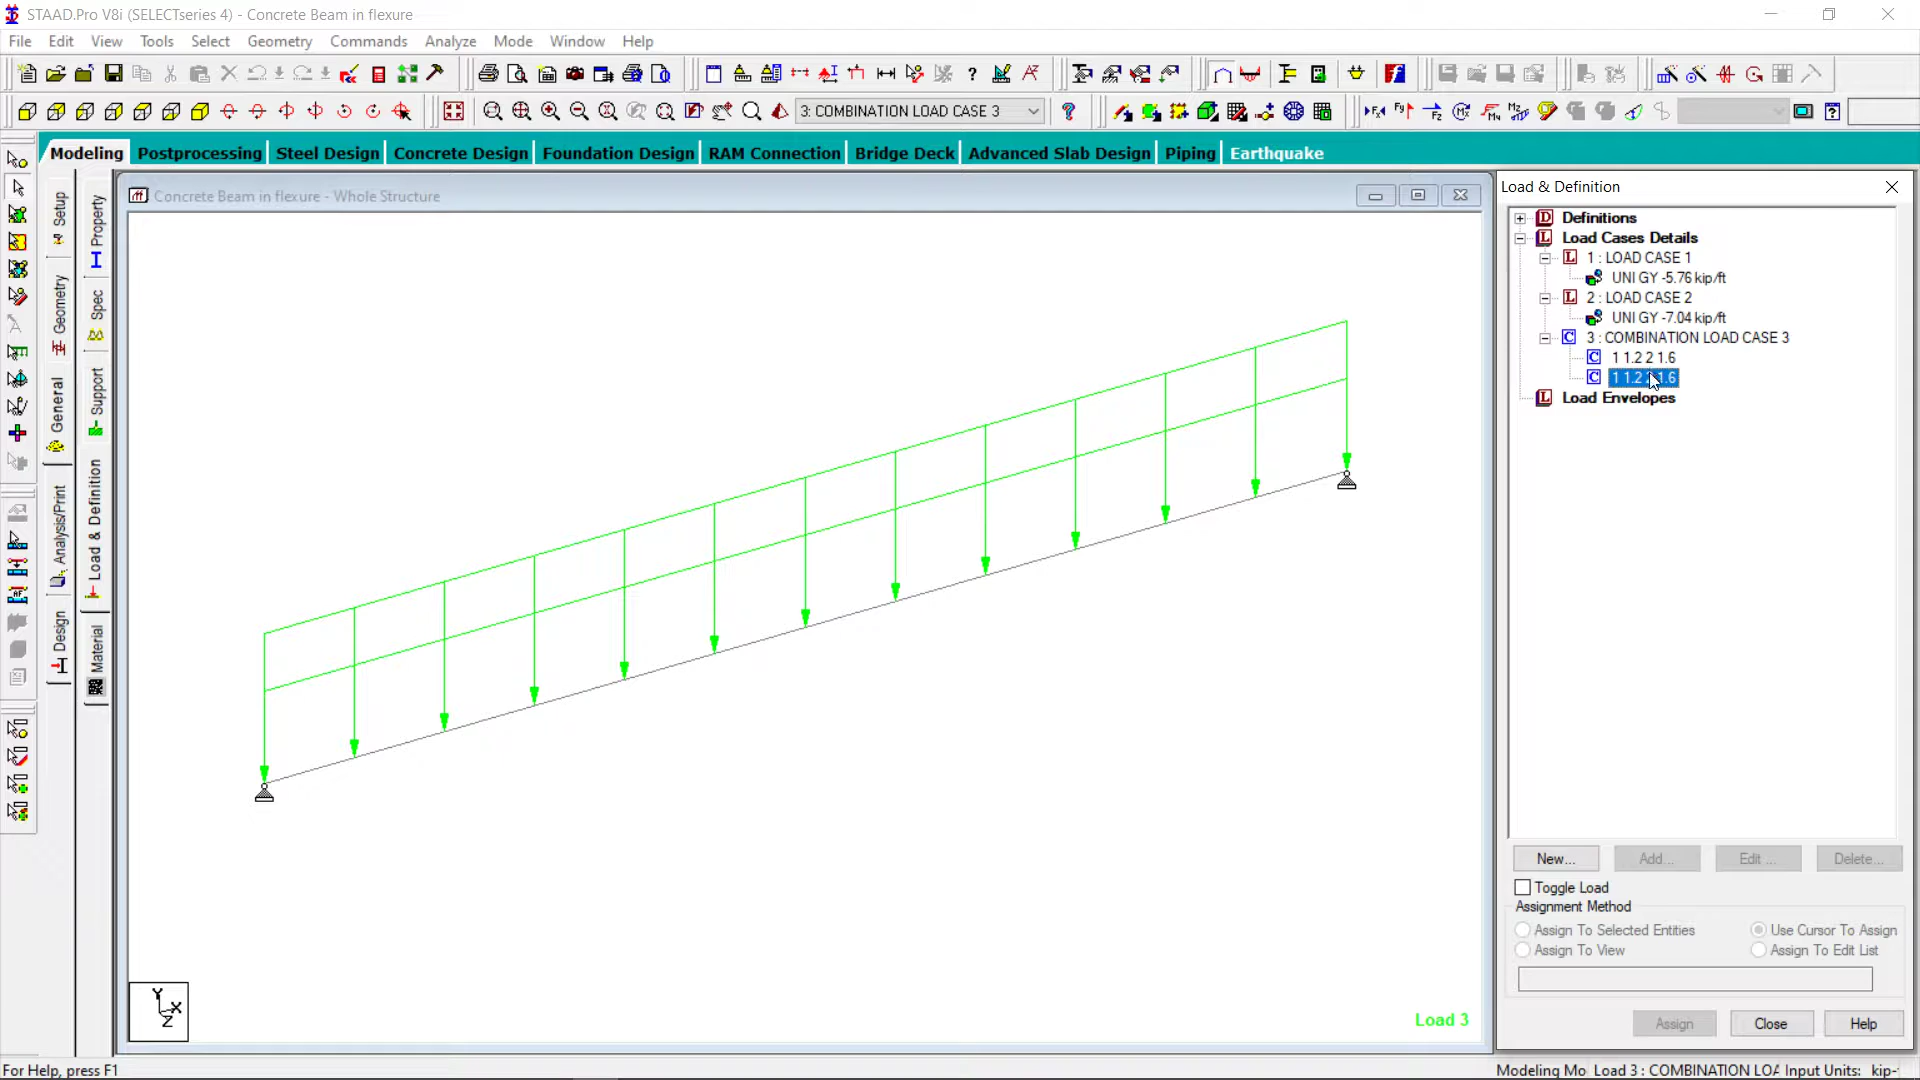 STAAD.Pro V8i (SELECTseries 4) - Concrete Beam in flexure
File Edit View Tools Select Geometry Commands Analyze Mode Window Help
3: COMBINATION LOAD CASE 3
Modeling Postprocessing Steel Design Concrete Design Foundation Design RAM Connection Bridge Deck Advanced Slab Design Piping Earthquake
Setup
Geometry
General
Analysis/Print
Design
Property
Spec
Support
Load & Definition
Material
Concrete Beam in flexure - Whole Structure
Load 3
Y
X
Z
Load & Definition
Definitions
Load Cases Details
1 : LOAD CASE 1
UNI GY -5.76 kip/ft
2 : LOAD CASE 2
UNI GY -7.04 kip/ft
3 : COMBINATION LOAD CASE 3
1 1.2 2 1.6
1 1.2 2 1.6
Load Envelopes
New... Add... Edit ... Delete...
Toggle Load
Assignment Method
Assign To Selected Entities Use Cursor To Assign
Assign To View Assign To Edit List
Assign Close Help
For Help, press F1
Modeling Mo Load 3 : COMBINATION LOA Input Units: kip-